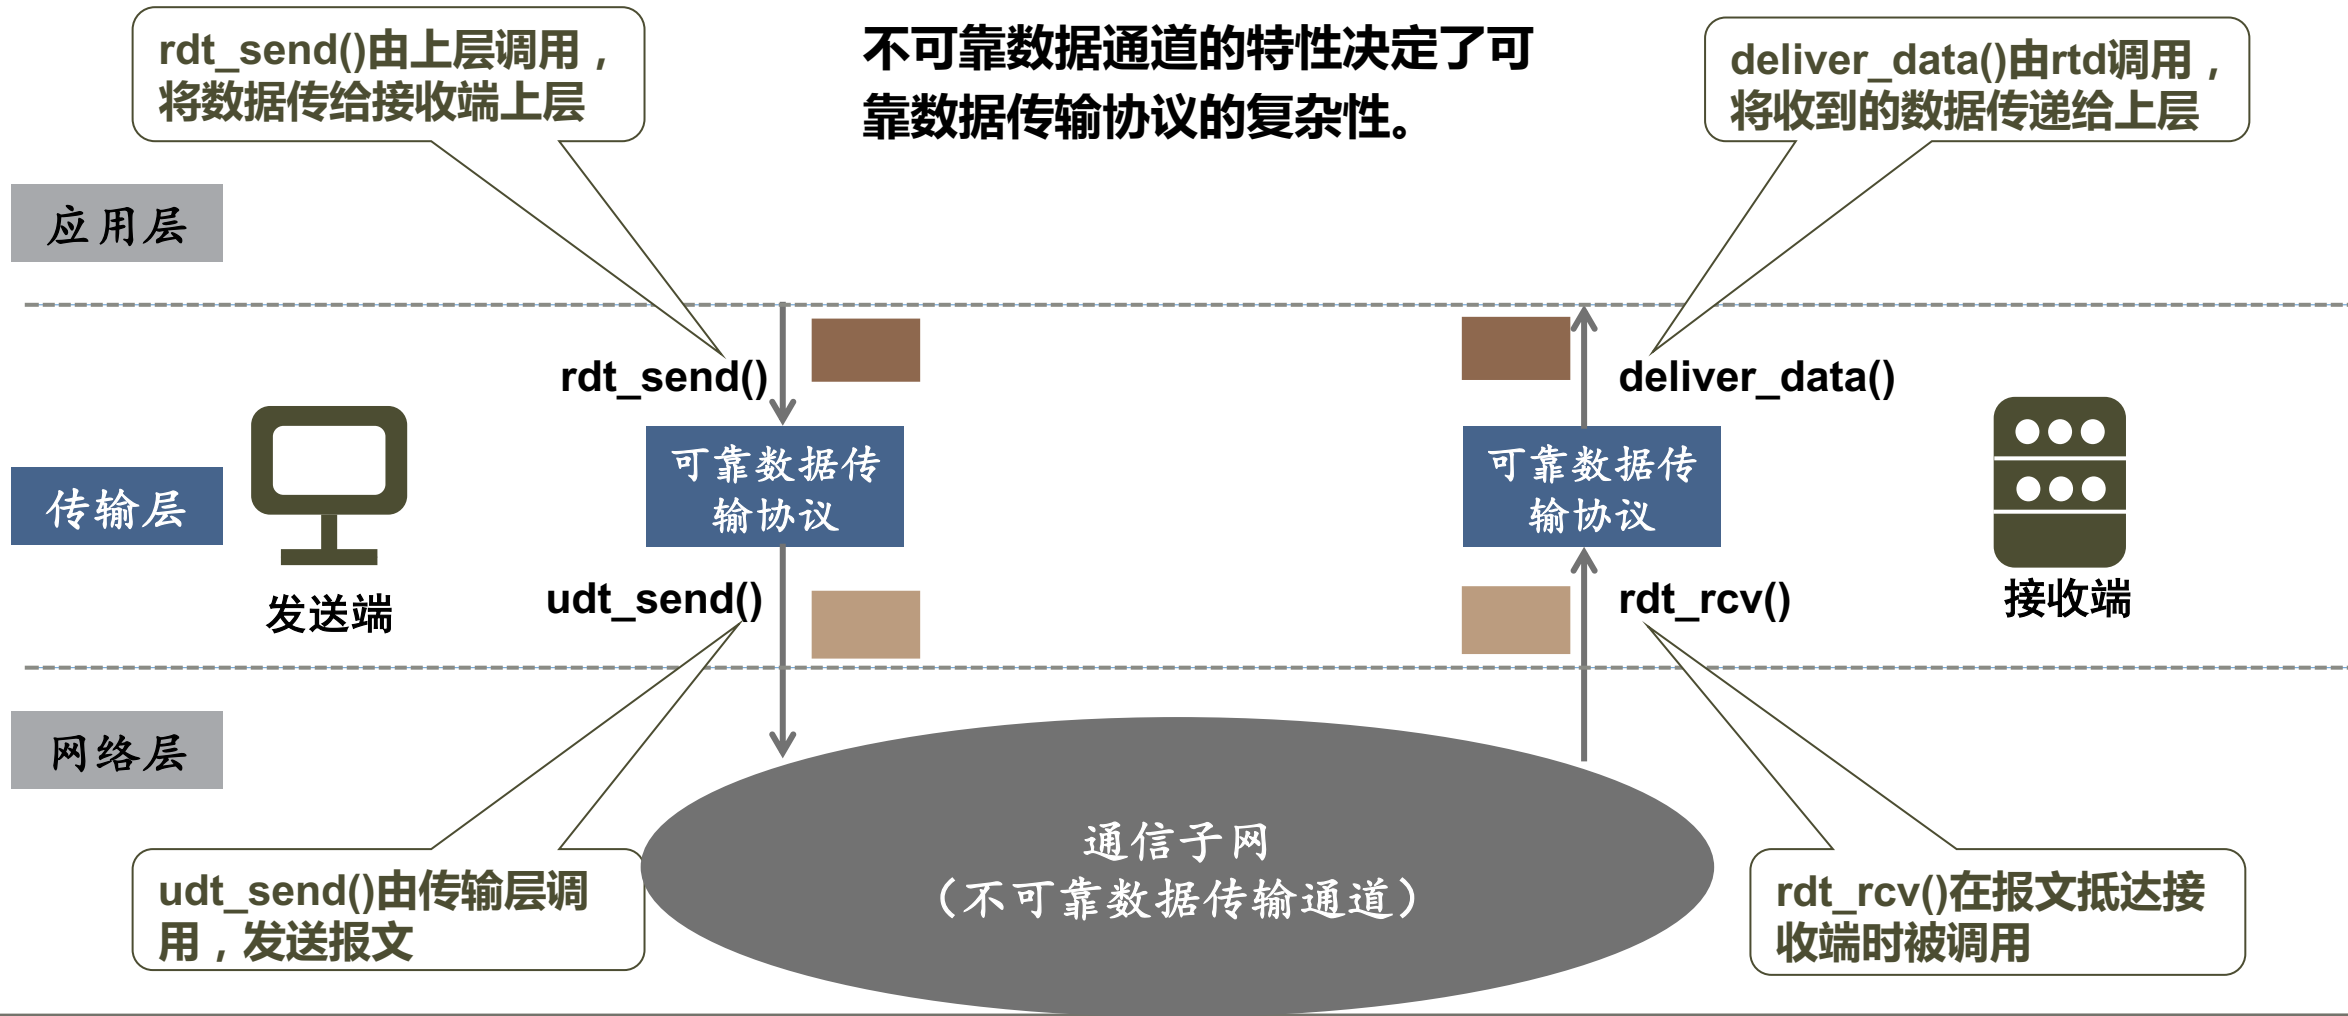 rdt_send()由上层调用，
将数据传给接收端上层
不可靠数据通道的特性决定了可
靠数据传输协议的复杂性。
deliver_data()由rtd调用，
将收到的数据传递给上层
应用层
rdt_send()
deliver_data()
传输层
发送端
可靠数据传
输协议
可靠数据传
输协议
接收端
udt_send()
rdt_rcv()
网络层
通信子网
（不可靠数据传输通道）
udt_send()由传输层调
用，发送报文
rdt_rcv()在报文抵达接
收端时被调用